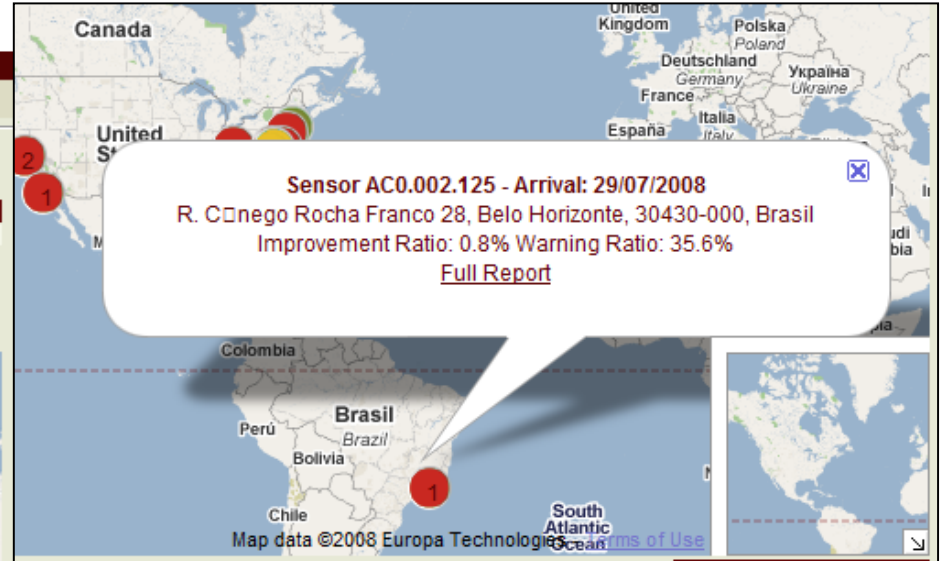 Canada
United
Kingdom
Polska
Poland
Deutschland
Germany
Україна
Ukraine
France
Italia
Italy
España
United
2
1
Sensor AC0.002.125 - Arrival: 29/07/2008
R. C□nego Rocha Franco 28, Belo Horizonte, 30430-000, Brasil
Improvement Ratio: 0.8% Warning Ratio: 35.6%
Full Report
Colombia
Brasil
Brazil
Perú
Bolivia
1
Chile
South
Atlantic
Ocean
Map data ©2008 Europa Technologies - Terms of Use